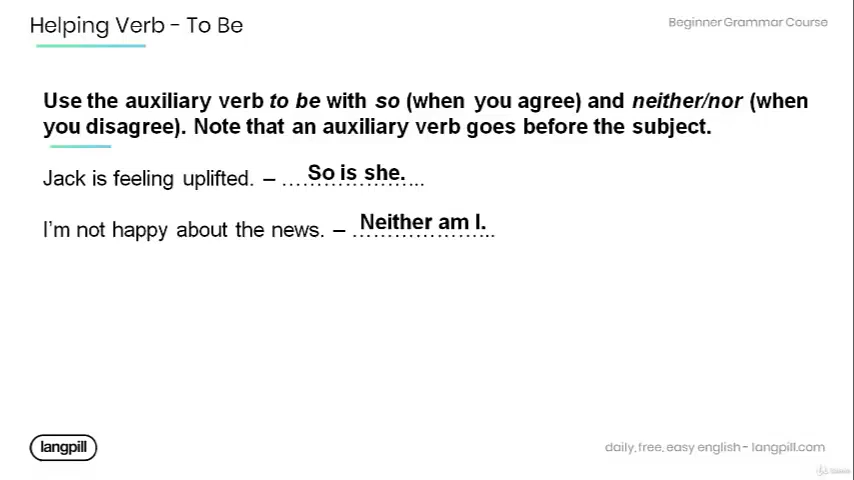 Helping Verb - To Be
Beginner Grammar Course
Use the auxiliary verb to be with so (when you agree) and neither/nor (when
you disagree). Note that an auxiliary verb goes before the subject.
Jack is feeling uplifted. – ………………….. So is she.
I'm not happy about the news. – ………………….. Neither am I.
langpill
daily, free, easy english - langpill.com